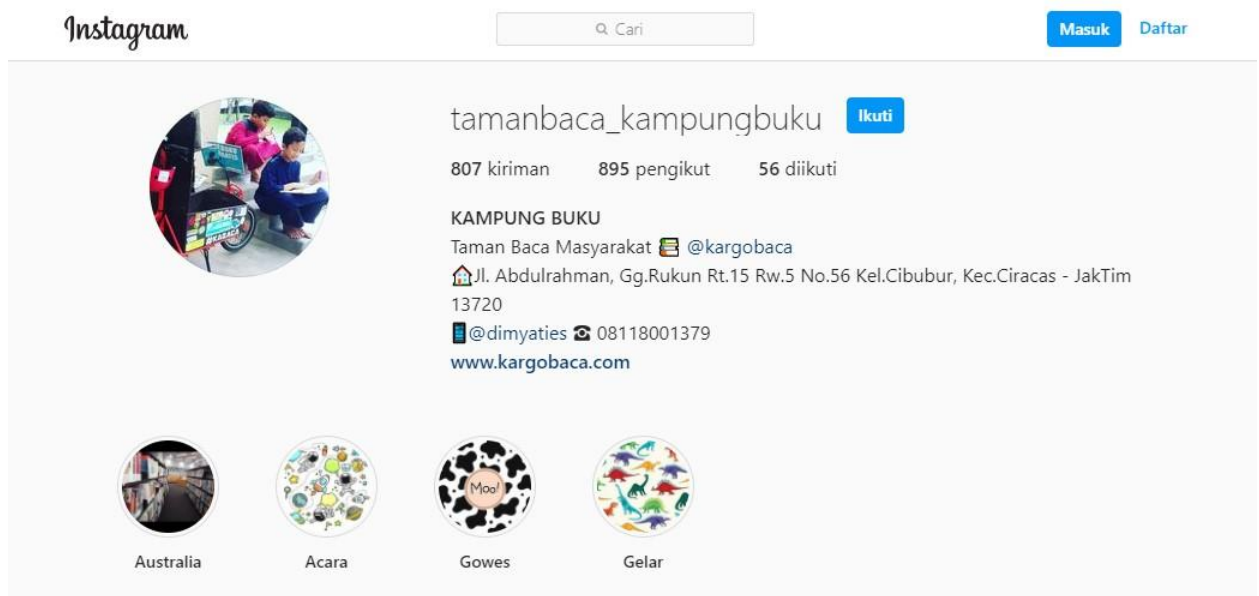 Instagram
Cari
Masuk
Daftar
tamanbaca_kampungbuku
Ikuti
807 kiriman 895 pengikut 56 diikuti
KAMPUNG BUKU
Taman Baca Masyarakat 📚 @kargobaca
🏠Jl. Abdulrahman, Gg.Rukun Rt.15 Rw.5 No.56 Kel.Cibubur, Kec.Ciracas - JakTim
13720
📱@dimyaties ☎ 08118001379
www.kargobaca.com
Moo!
Australia
Acara
Gowes
Gelar